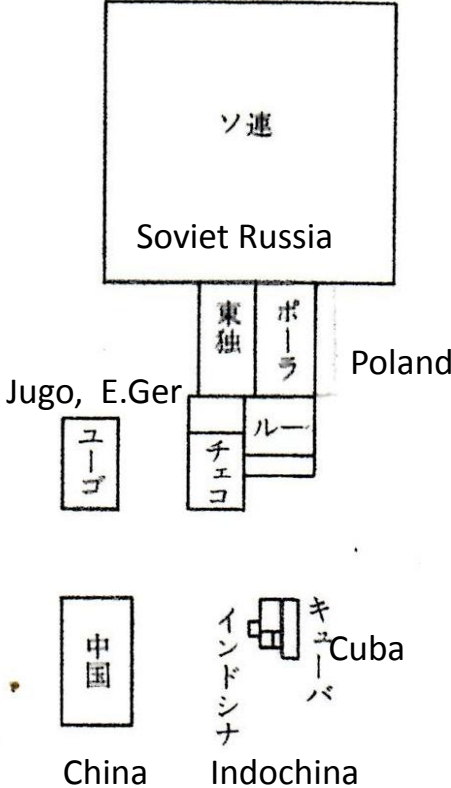 ソ連
Soviet Russia
東独
ポーラ
Poland
Jugo, E.Ger
ユーゴ
チェコ
ルー
中国
インドシナ
キューバ
Cuba
China
Indochina